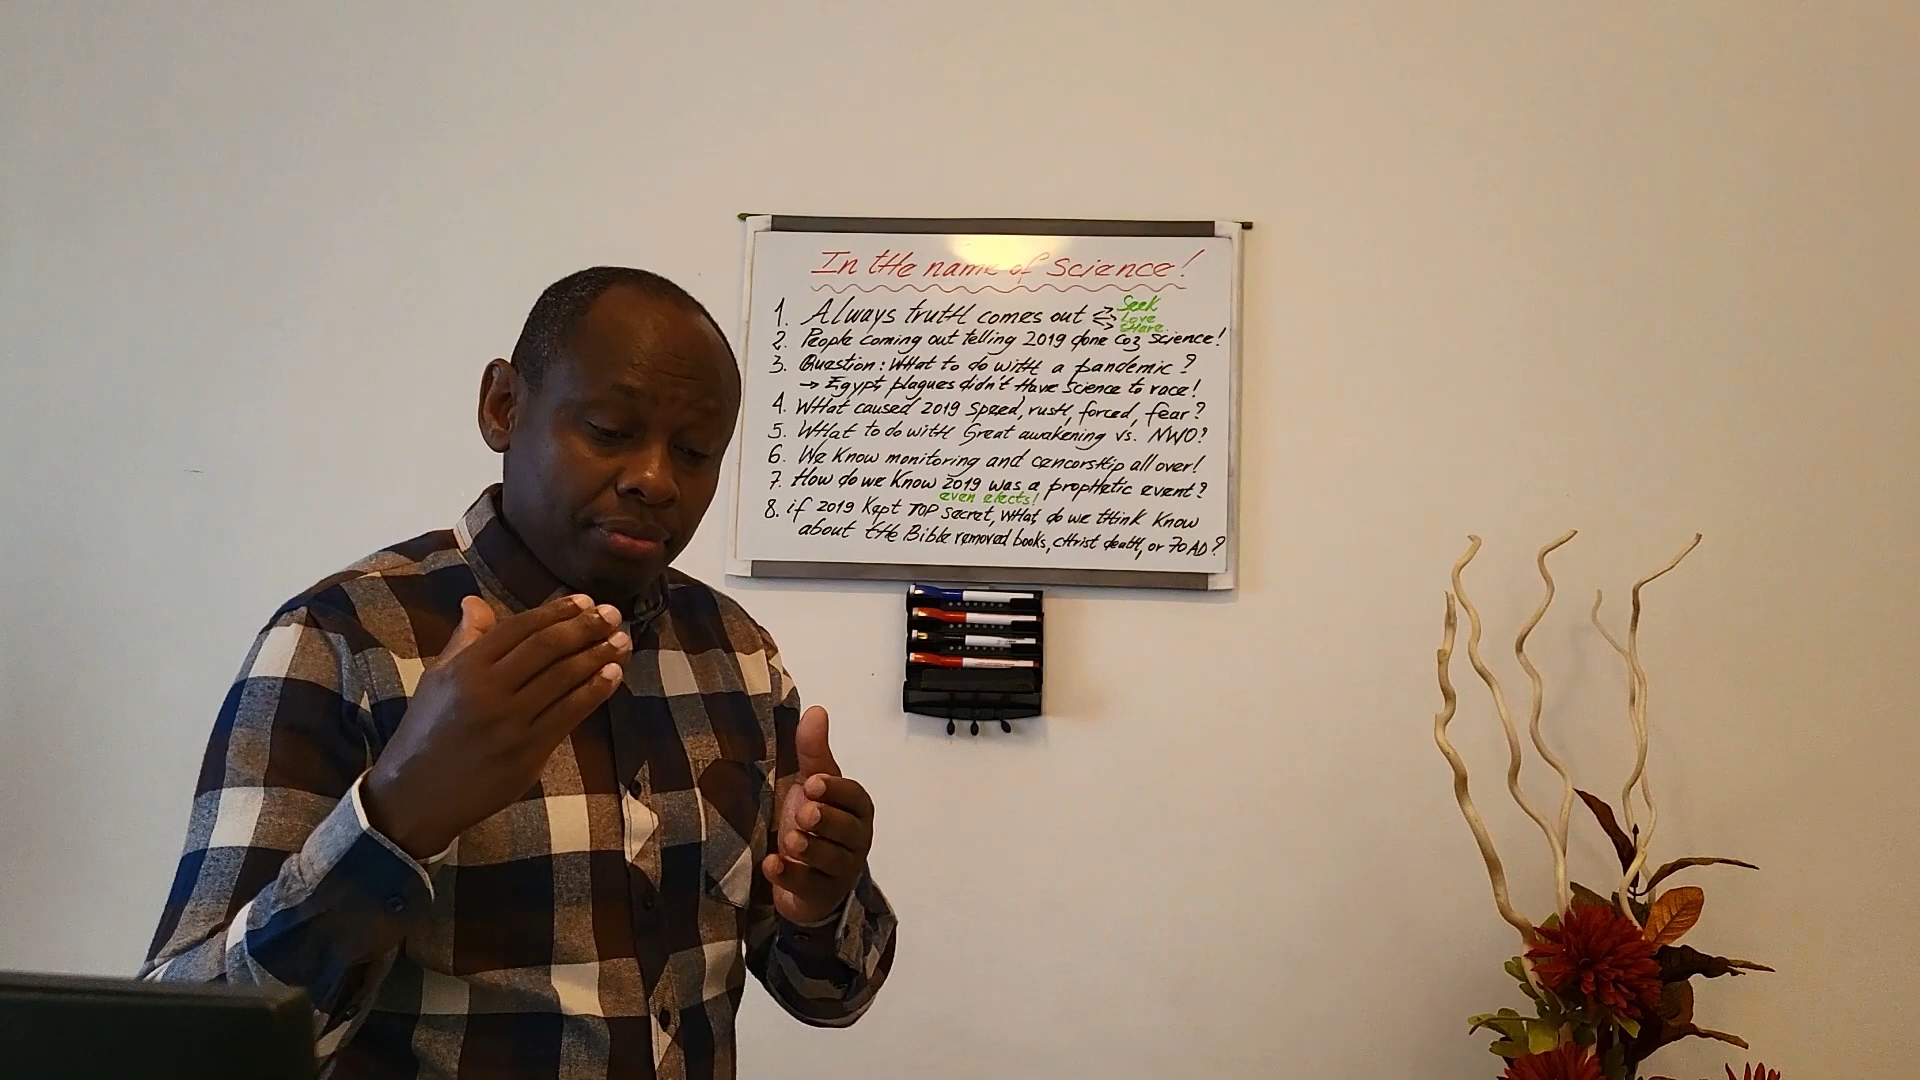 In the name of Science!
1. Always truth comes out
Seek
Love
Share
2. People coming out telling 2019 done coz science!
3. Question: What to do with a pandemic?
→ Egypt plagues didn't have science to race!
4. What caused 2019 speed, rush, forced, fear?
5. What to do with Great awakening vs. NWO?
6. We know monitoring and cencorship all over!
7. How do we know 2019 was a prophetic event?
even elects!
8. if 2019 kept TOP secret, what do we think know
about the Bible removed books, christ death, or 70 AD?